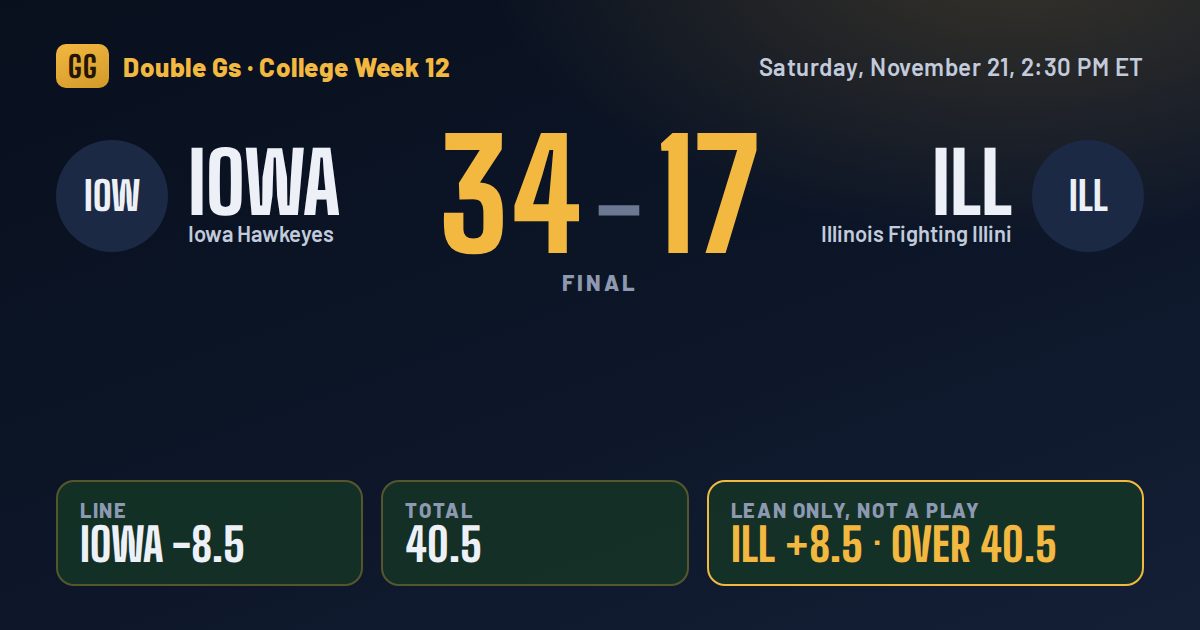 GG Double Gs · College Week 12
Saturday, November 21, 2:30 PM ET
IOW
IOWA
Iowa Hawkeyes
34 – 17
FINAL
ILL
Illinois Fighting Illini
ILL
LINE
IOWA −8.5
TOTAL
40.5
LEAN ONLY, NOT A PLAY
ILL +8.5 · OVER 40.5